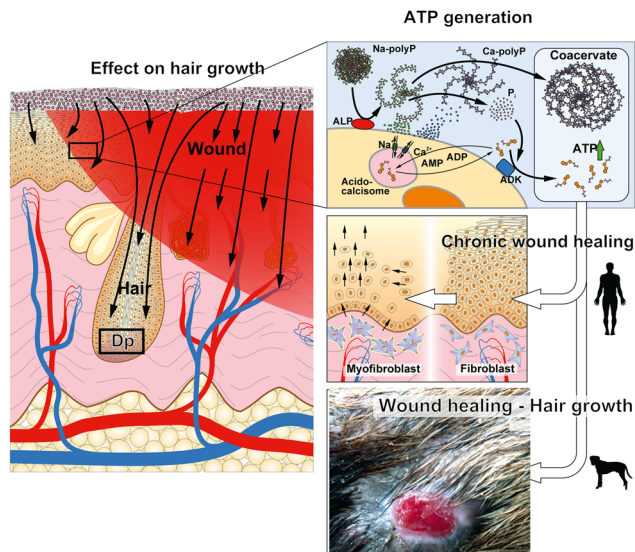 ATP generation
Effect on hair growth
Na-polyP
Ca-polyP
Coacervate
Pi
ALP
Wound
Na+
Ca2+
ATP
AMP
ADP
ADK
Acido-
calcisome
Chronic wound healing
Hair
Dp
Myofibroblast
Fibroblast
Wound healing - Hair growth